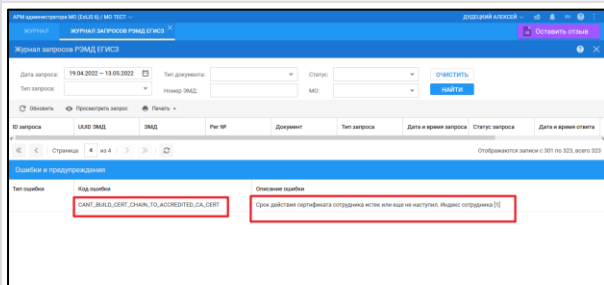 АРМ администратора МО (ExtJS 6) / МО ТЕСТ
ДУДЕЦКИЙ АЛЕКСЕЙ
ЖУРНАЛ
ЖУРНАЛ ЗАПРОСОВ РЭМД ЕГИСЗ
Оставить отзыв
Журнал запросов РЭМД ЕГИСЗ
Дата запроса: 19.04.2022 — 13.05.2022 Тип документа: Статус: ОЧИСТИТЬ
Тип запроса: Номер ЭМД: МО: НАЙТИ
Обновить Просмотреть запрос Печать
ID запроса UUID ЭМД ЭМД Рег № Документ Тип запроса Дата и время запроса Статус запроса Дата и время ответа
Страница 4 из 4
Отображаются записи с 301 по 323, всего 323
Ошибки и предупреждения
Тип ошибки Код ошибки Описание ошибки
CANT_BUILD_CERT_CHAIN_TO_ACCREDITED_CA_CERT Срок действия сертификата сотрудника истек или еще не наступил. Индекс сотрудника [1]